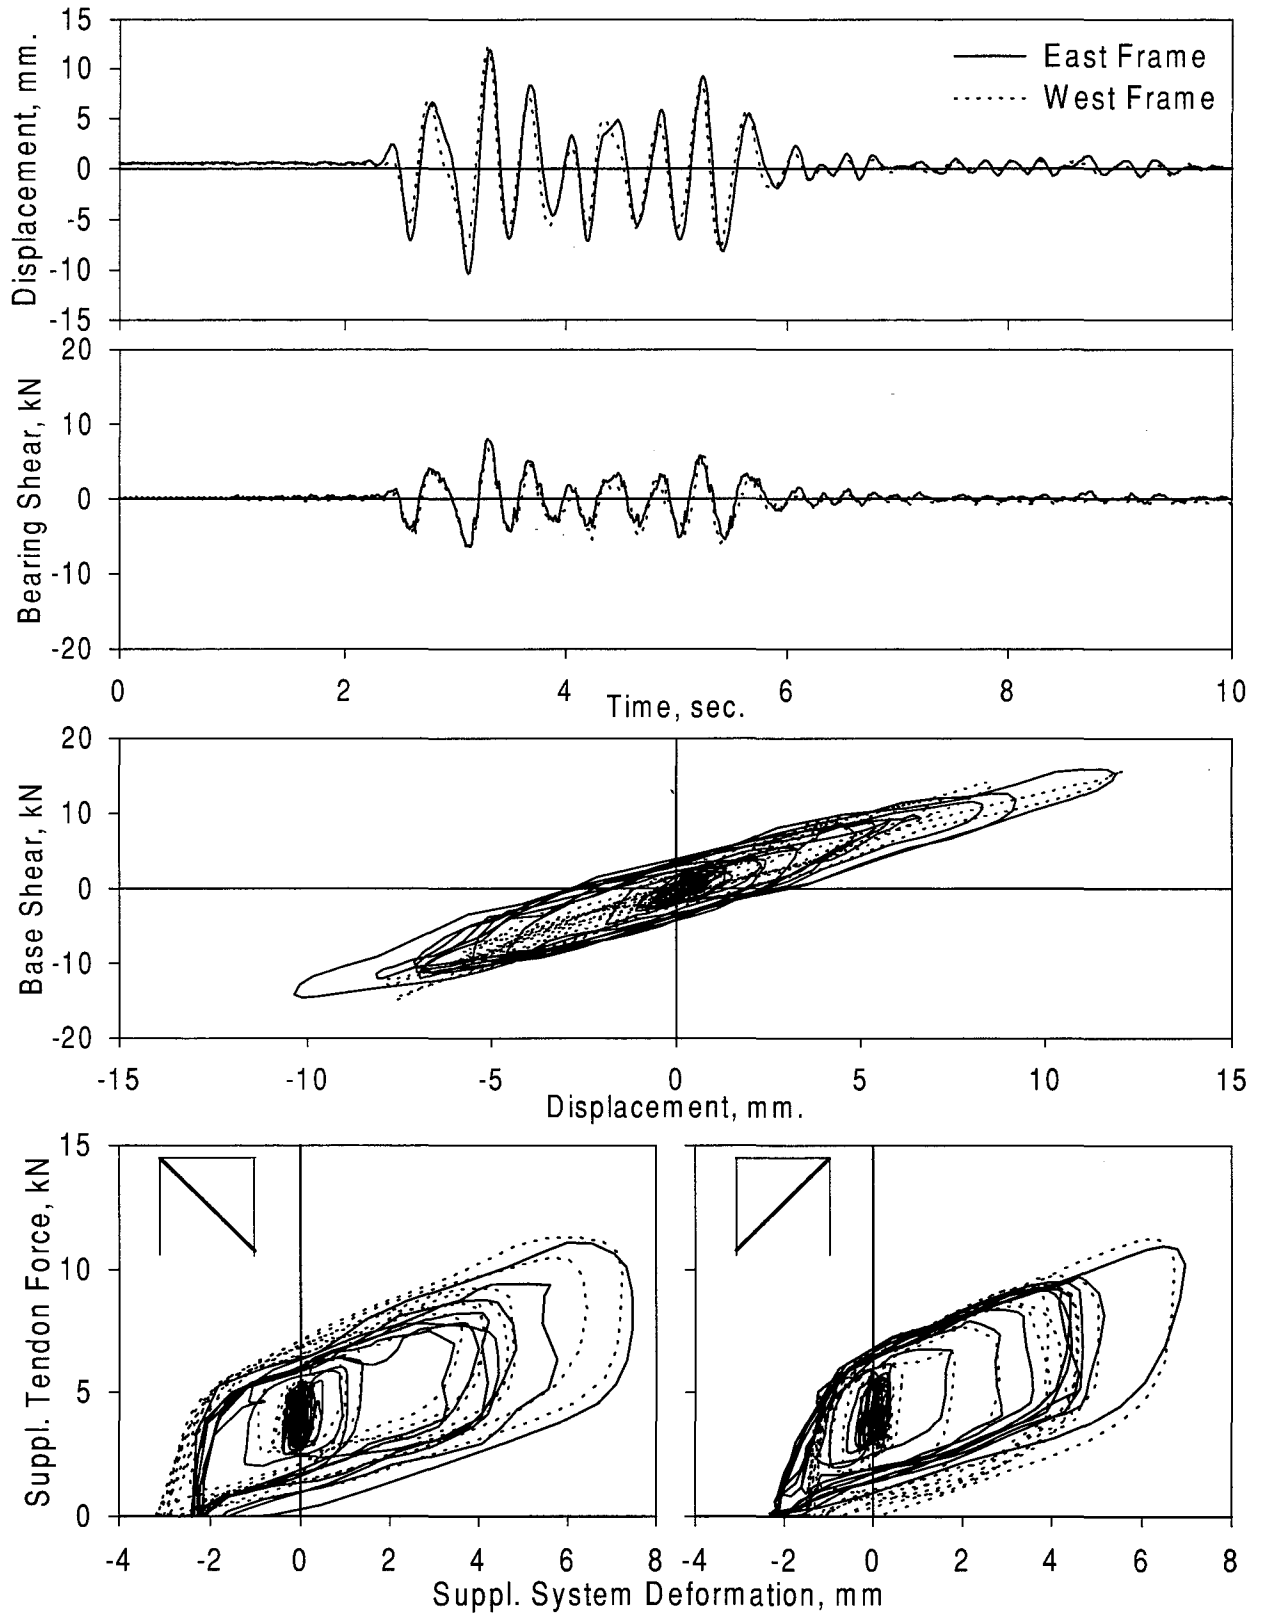 15
10
5
0
-5
-10
-15
Displacement, mm.
East Frame
West Frame
20
10
0
-10
-20
Bearing Shear, kN
0 2 4 6 8 10
Time, sec.
20
10
0
-10
-20
Base Shear, kN
-15 -10 -5 0 5 10 15
Displacement, mm.
15
10
5
0
Suppl. Tendon Force, kN
-4 -2 0 2 4 6 8 -4 -2 0 2 4 6 8
Suppl. System Deformation, mm